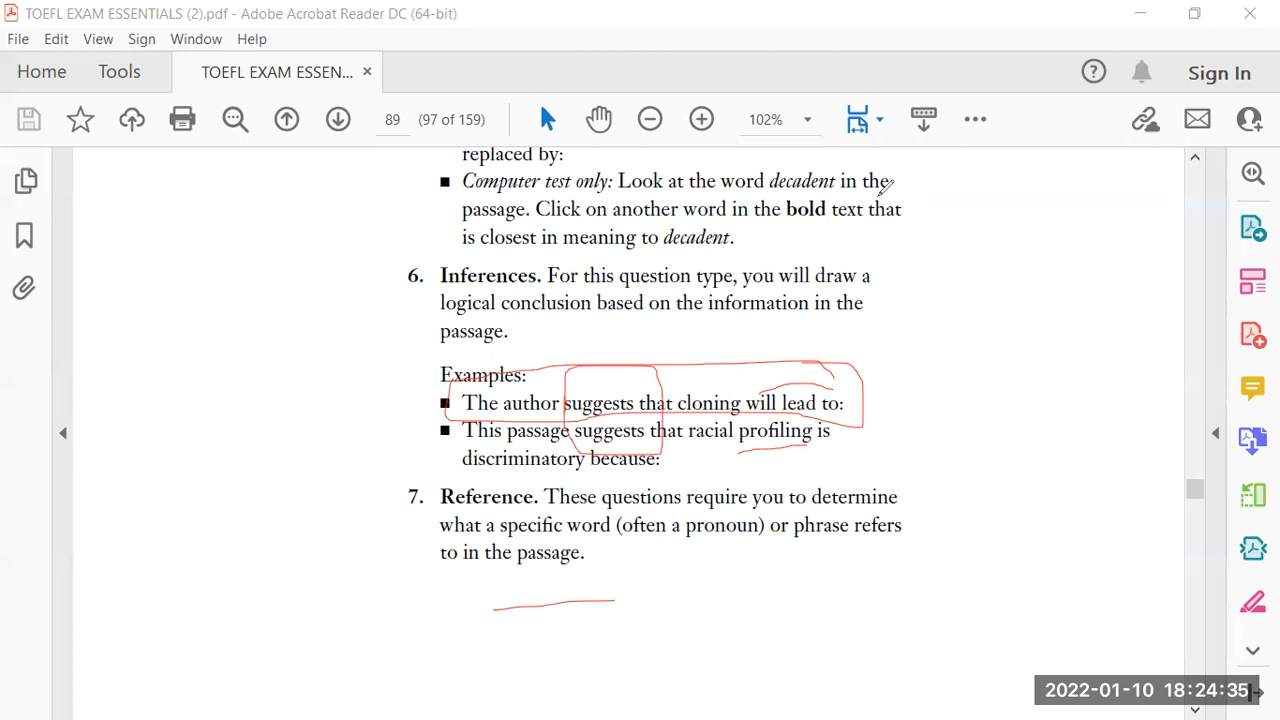 TOEFL EXAM ESSENTIALS (2).pdf - Adobe Acrobat Reader DC (64-bit)
File Edit View Sign Window Help
Home Tools TOEFL EXAM ESSEN... × Sign In
89 (97 of 159) 102%
replaced by:
■ Computer test only: Look at the word decadent in the
passage. Click on another word in the bold text that
is closest in meaning to decadent.
6. Inferences. For this question type, you will draw a
logical conclusion based on the information in the
passage.
Examples:
■ The author suggests that cloning will lead to:
■ This passage suggests that racial profiling is
discriminatory because:
7. Reference. These questions require you to determine
what a specific word (often a pronoun) or phrase refers
to in the passage.
2022-01-10 18:24:35